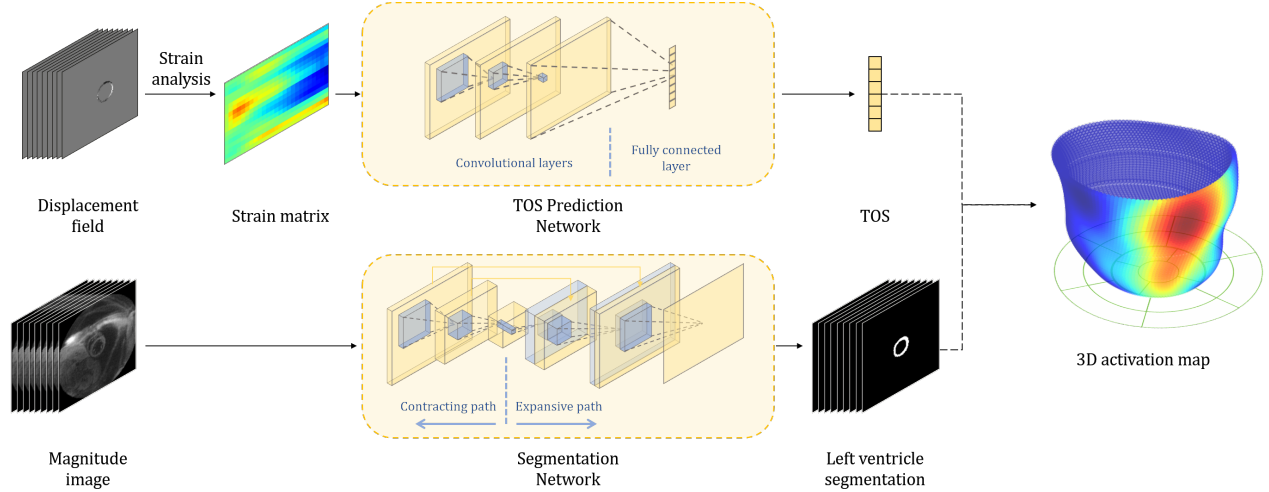 Strain
analysis
Convolutional layers
Fully connected
layer
Displacement
field
Strain matrix
TOS Prediction
Network
TOS
3D activation map
Contracting path
Expansive path
Magnitude
image
Segmentation
Network
Left ventricle
segmentation